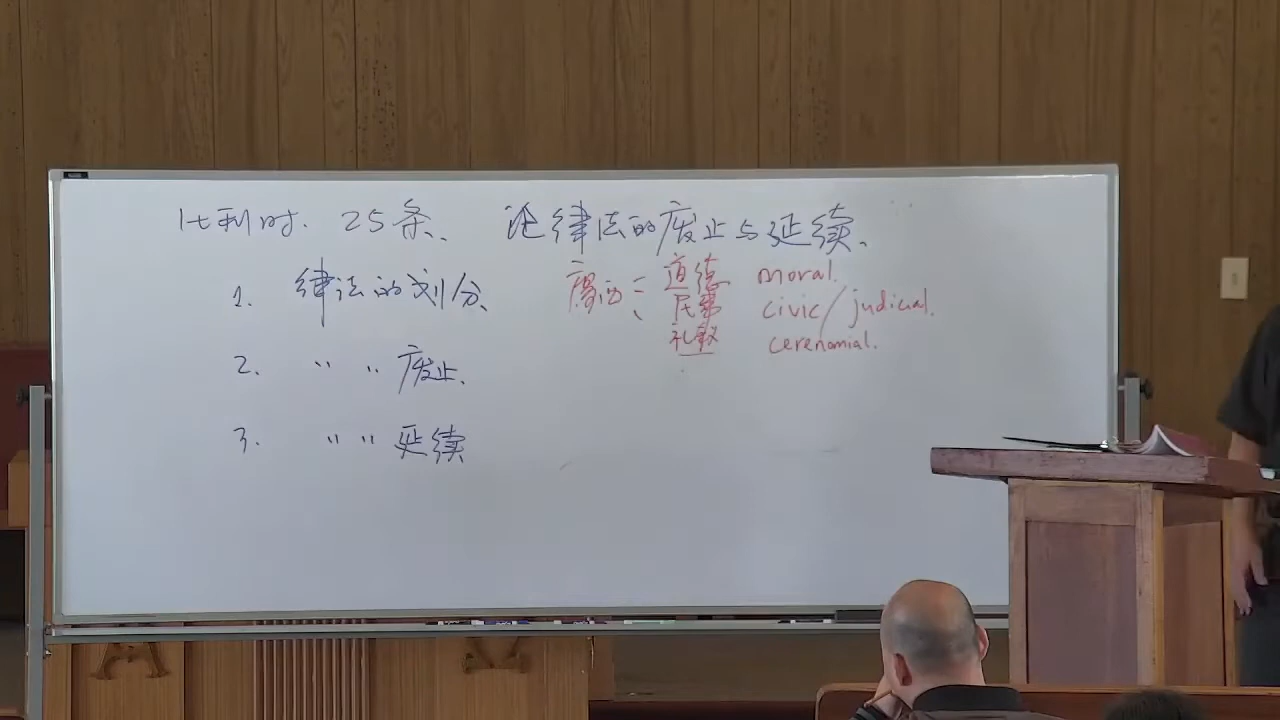 比利时. 25条、 论律法的废止与延续、
1. 律法的划分、
摩西: 道德 moral.
民事 civic/judicial.
礼教 ceremonial.
2. " " 废止.
3. " " 延续